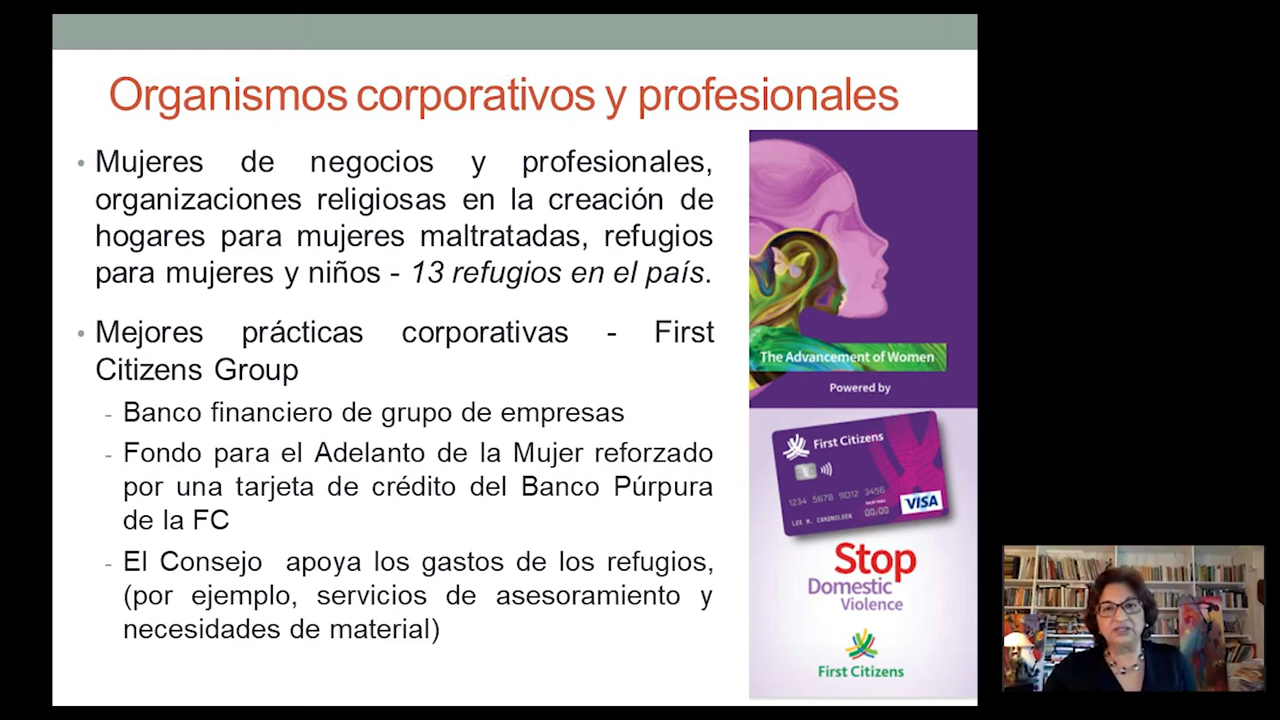 Organismos corporativos y profesionales
• Mujeres de negocios y profesionales,
organizaciones religiosas en la creación de
hogares para mujeres maltratadas, refugios
para mujeres y niños - 13 refugios en el país.
• Mejores prácticas corporativas - First
Citizens Group
- Banco financiero de grupo de empresas
- Fondo para el Adelanto de la Mujer reforzado
por una tarjeta de crédito del Banco Púrpura
de la FC
- El Consejo apoya los gastos de los refugios,
(por ejemplo, servicios de asesoramiento y
necesidades de material)
The Advancement of Women
Powered by
First Citizens
1234 5678 9012 3456
00/00
VISA
Stop
Domestic
Violence
First Citizens